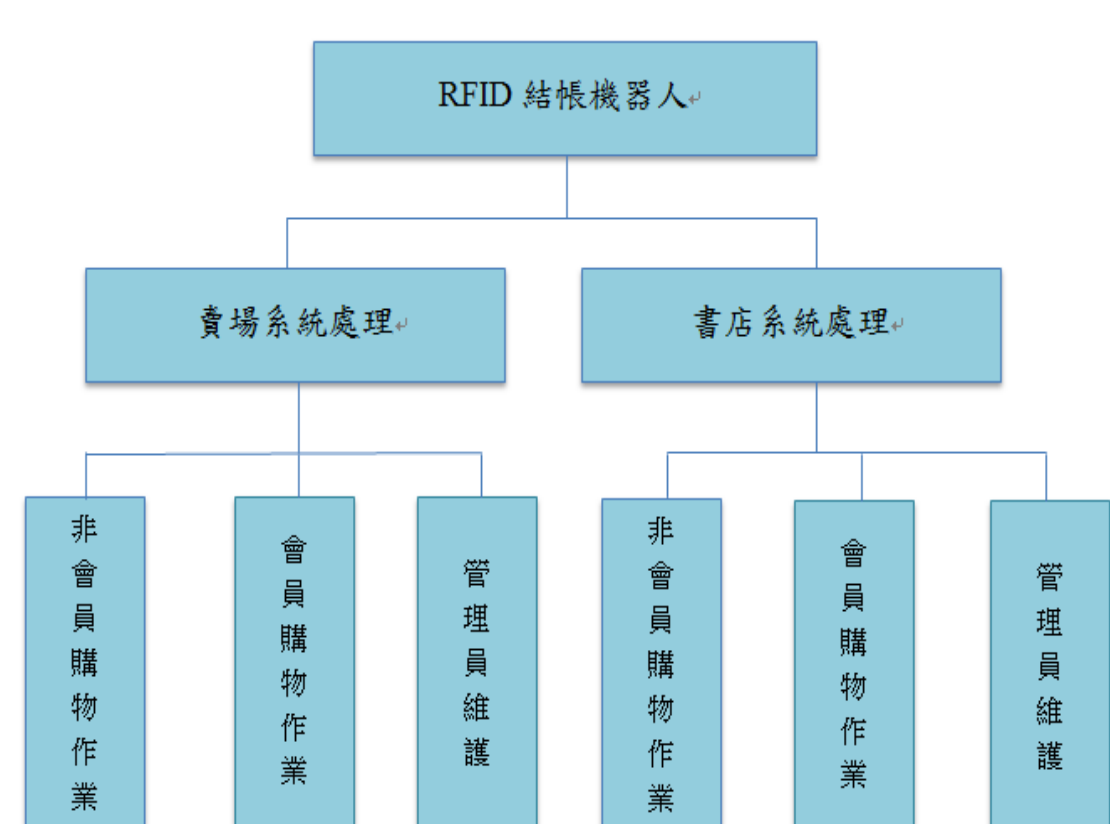 RFID 結帳機器人
賣場系統處理
書店系統處理
非會員購物作業
會員購物作業
管理員維護
非會員購物作業
會員購物作業
管理員維護